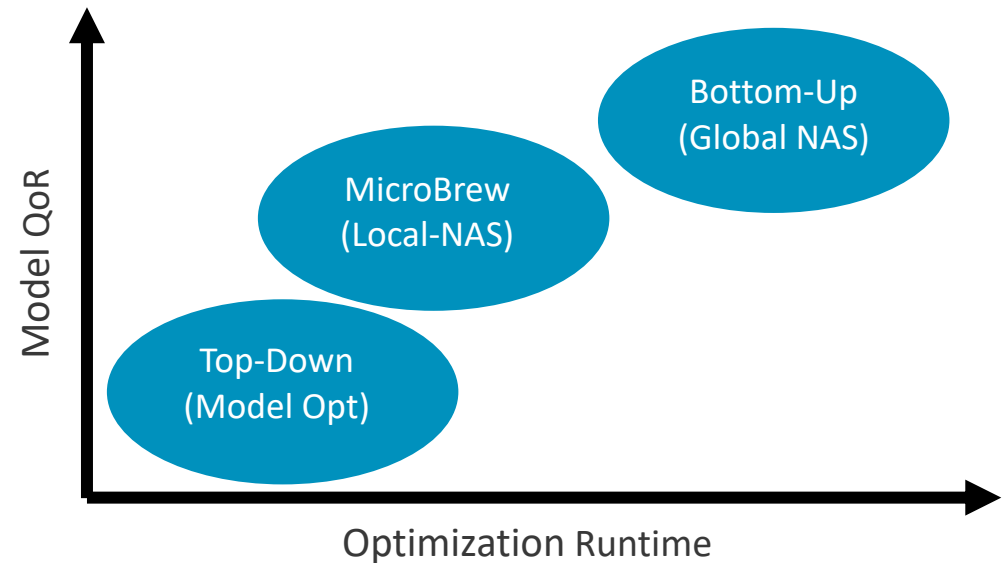 Bottom-Up
(Global NAS)
MicroBrew
(Local-NAS)
Top-Down
(Model Opt)
Model QoR
Optimization Runtime